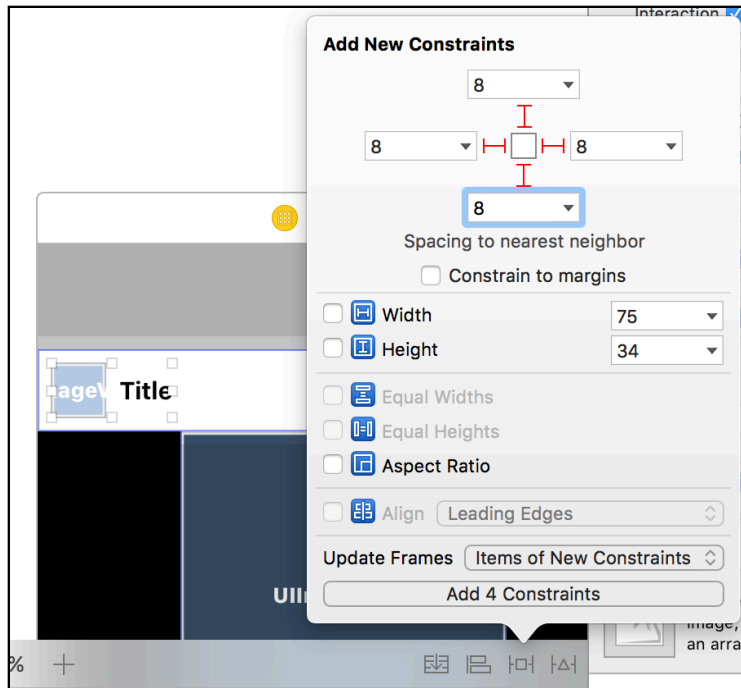 Interaction
Add New Constraints
8
8
8
8
Spacing to nearest neighbor
Constrain to margins
Width 75
Height 34
Equal Widths
Equal Heights
Aspect Ratio
Align Leading Edges
Update Frames Items of New Constraints
Add 4 Constraints
Title
%
an arra